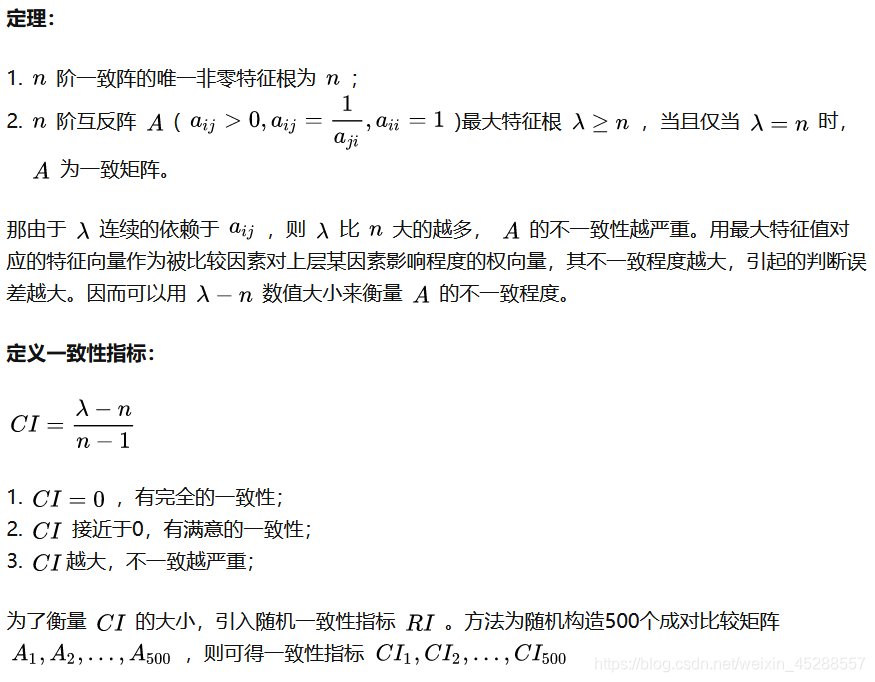 定理：
1. n 阶一致阵的唯一非零特征根为 n ；
2. n 阶互反阵 A ( a_{ij} > 0, a_{ij} = \frac{1}{a_{ji}}, a_{ii} = 1 )最大特征根 λ ≥ n ，当且仅当 λ = n 时，
A 为一致矩阵。
那由于 λ 连续的依赖于 a_{ij} ，则 λ 比 n 大的越多， A 的不一致性越严重。用最大特征值对
应的特征向量作为被比较因素对上层某因素影响程度的权向量，其不一致程度越大，引起的判断误
差越大。因而可以用 λ − n 数值大小来衡量 A 的不一致程度。
定义一致性指标：
CI = \frac{λ − n}{n − 1}
1. CI = 0 ，有完全的一致性；
2. CI 接近于0，有满意的一致性；
3. CI越大，不一致越严重；
为了衡量 CI 的大小，引入随机一致性指标 RI 。方法为随机构造500个成对比较矩阵
A_1, A_2, . . . , A_{500} ，则可得一致性指标 CI_1, CI_2, . . . , CI_{500}
https://blog.csdn.net/weixin_45288557